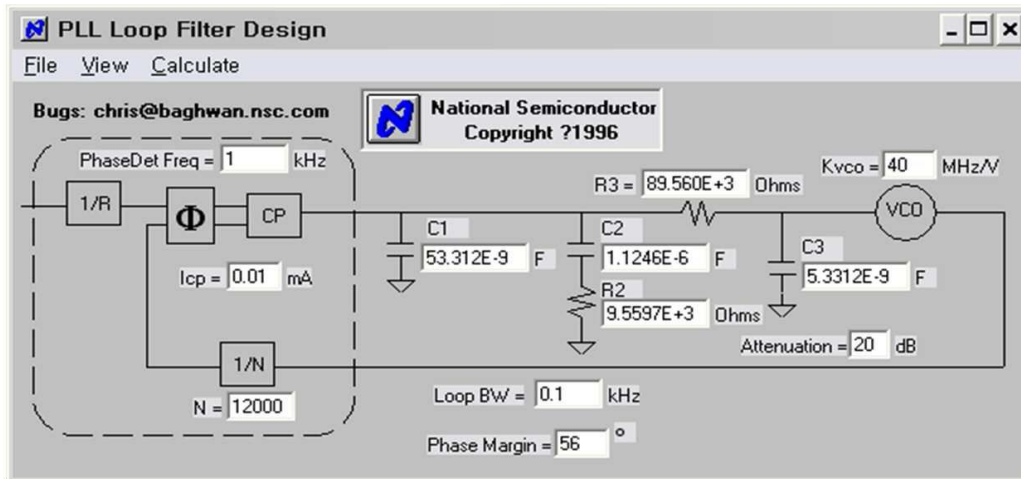 PLL Loop Filter Design
File View Calculate
Bugs: chris@baghwan.nsc.com
National Semiconductor
Copyright ?1996
PhaseDet Freq = 1 kHz
Kvco = 40 MHz/V
R3 = 89.560E+3 Ohms
1/R
Φ
CP
VCO
C1
53.312E-9 F
C2
1.1246E-6 F
C3
5.3312E-9 F
Icp = 0.01 mA
R2
9.5597E+3 Ohms
Attenuation = 20 dB
1/N
N = 12000
Loop BW = 0.1 kHz
Phase Margin = 56 °